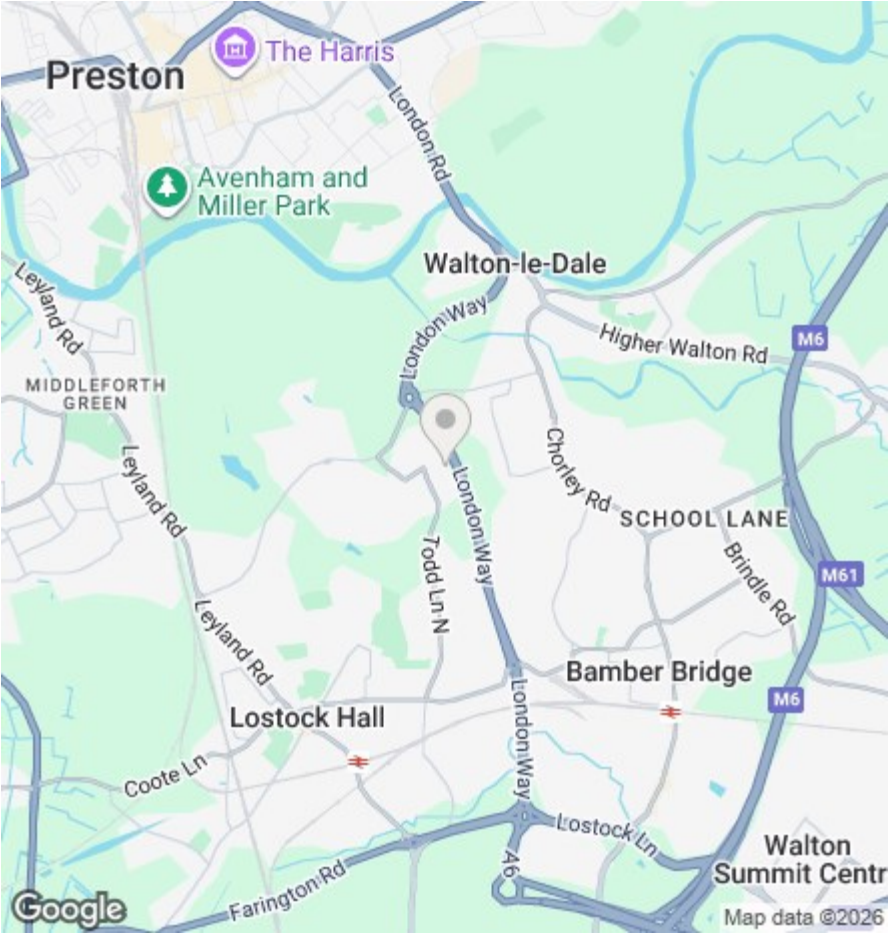 The Harris
Preston
London Rd
Avenham and
Miller Park
Walton-le-Dale
Leyland Rd
London Way
M6
Higher Walton Rd
MIDDLEFORTH
GREEN
Chorley Rd
Leyland Rd
London Way
SCHOOL LANE
Todd Ln N
Brindle Rd
M61
Leyland Rd
Bamber Bridge
M6
Lostock Hall
London Way
Coote Ln
Lostock Ln
Walton
Summit Centr
A6
Farington Rd
Google
Map data ©2026